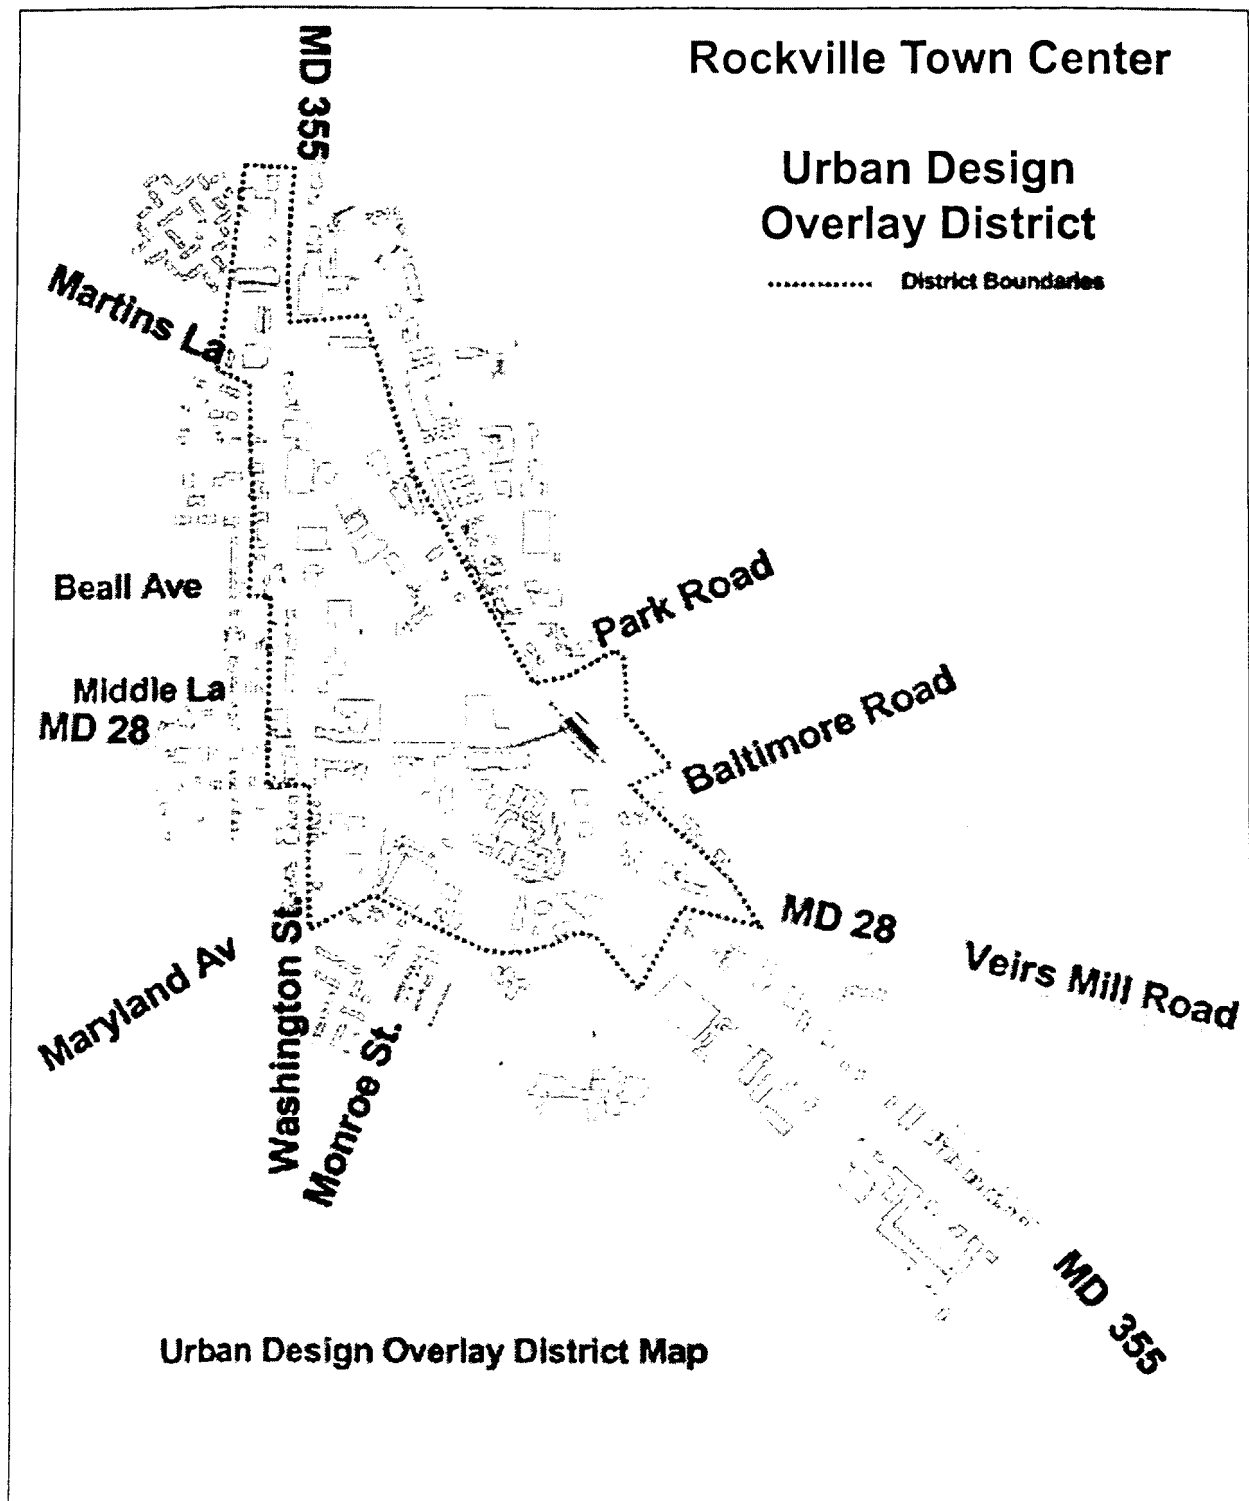 Rockville Town Center
MD 355
Urban Design
Overlay District
District Boundaries
Martins La
Park Road
Beall Ave
Baltimore Road
Middle La
MD 28
MD 28
Veirs Mill Road
Maryland Av
Washington St.
Monroe St.
MD 355
Urban Design Overlay District Map